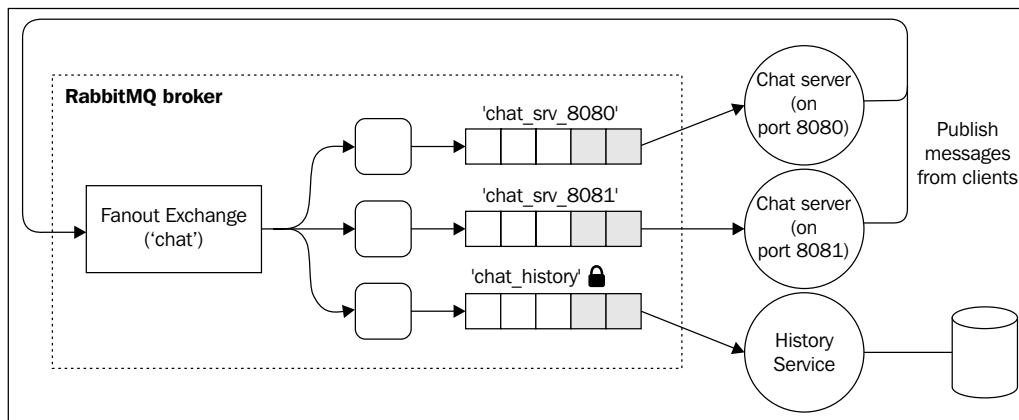 RabbitMQ broker
Fanout Exchange
(‘chat’)
'chat_srv_8080'
'chat_srv_8081'
'chat_history'
Chat server
(on
port 8080)
Chat server
(on
port 8081)
History
Service
Publish
messages
from clients